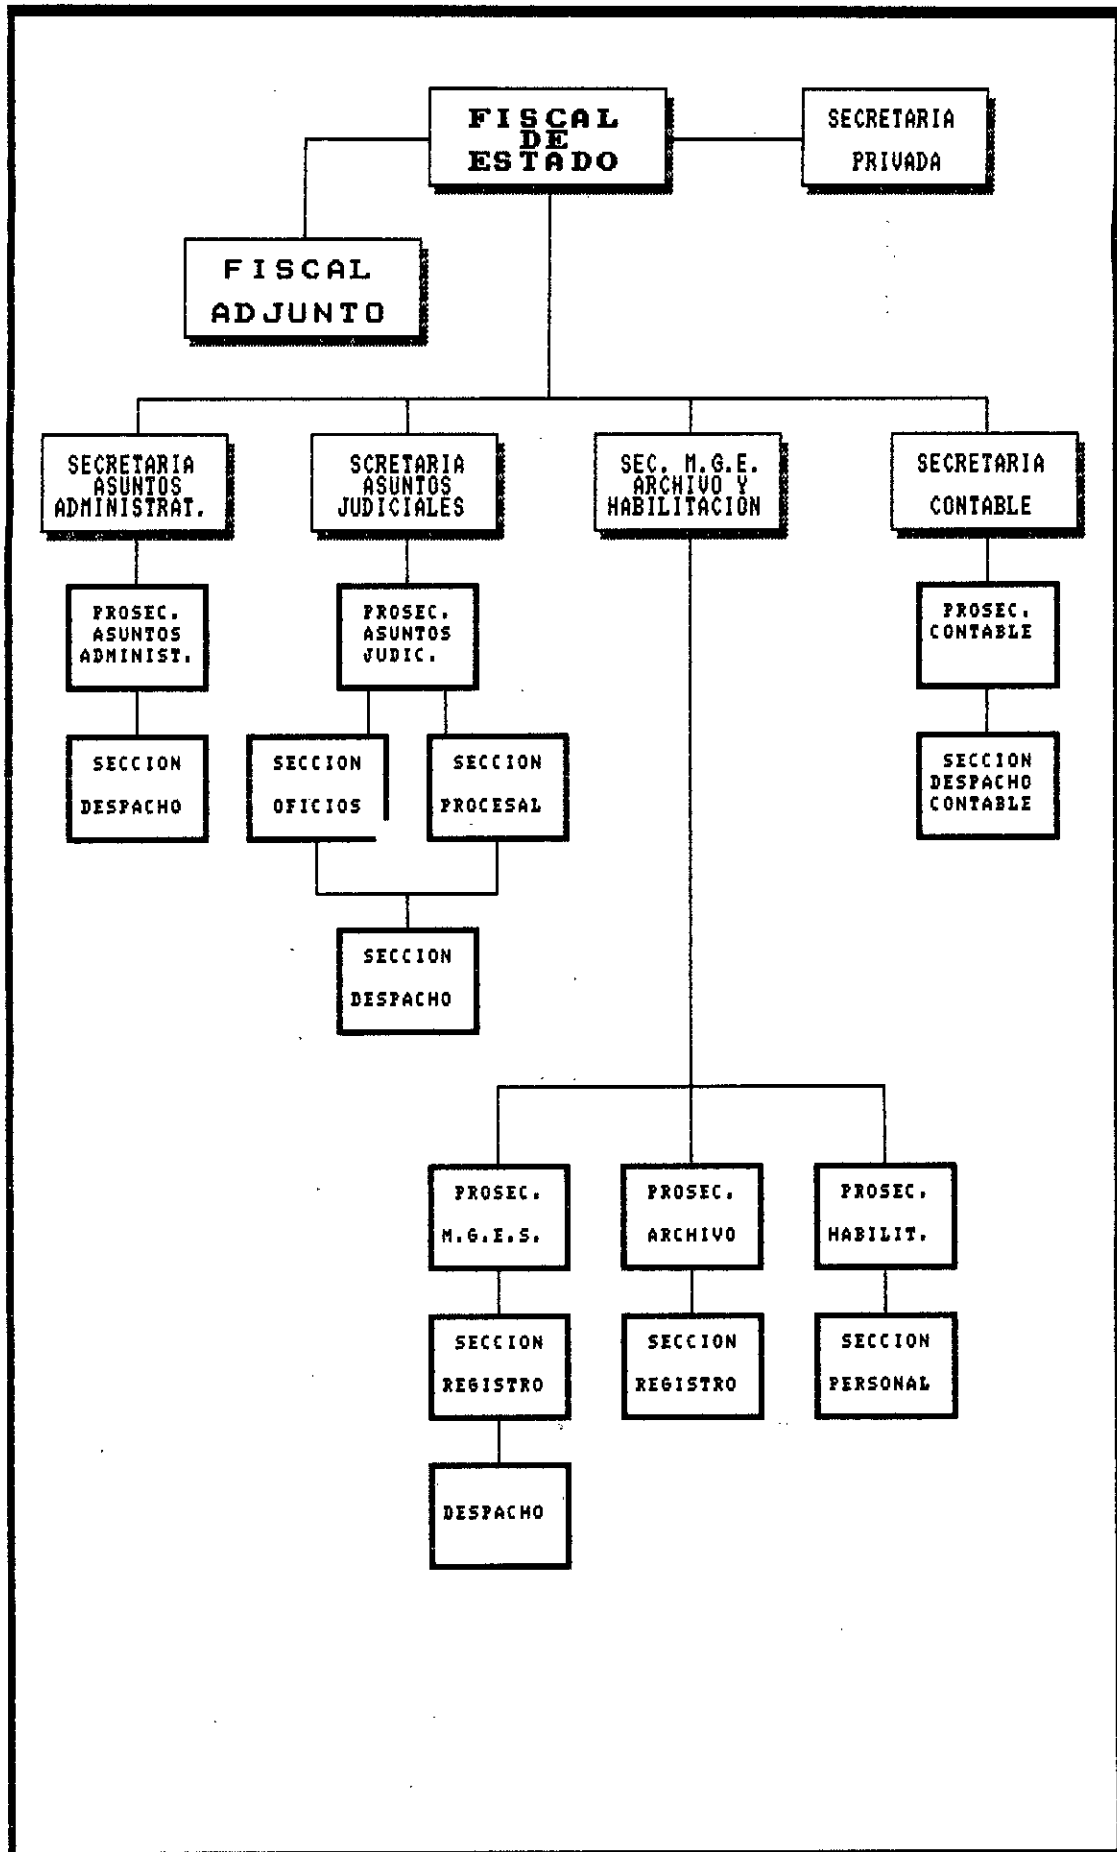 FISCAL
DE
ESTADO
SECRETARIA
PRIVADA
FISCAL
ADJUNTO
SECRETARIA
ASUNTOS
ADMINISTRAT.
SCRETARIA
ASUNTOS
JUDICIALES
SEC. M.G.E.
ARCHIVO Y
HABILITACION
SECRETARIA
CONTABLE
PROSEC.
ASUNTOS
ADMINIST.
PROSEC.
ASUNTOS
JUDIC.
PROSEC.
CONTABLE
SECCION
DESPACHO
SECCION
OFICIOS
SECCION
PROCESAL
SECCION
DESPACHO
CONTABLE
SECCION
DESPACHO
PROSEC.
M.G.E.S.
PROSEC.
ARCHIVO
PROSEC.
HABILIT.
SECCION
REGISTRO
SECCION
REGISTRO
SECCION
PERSONAL
DESPACHO